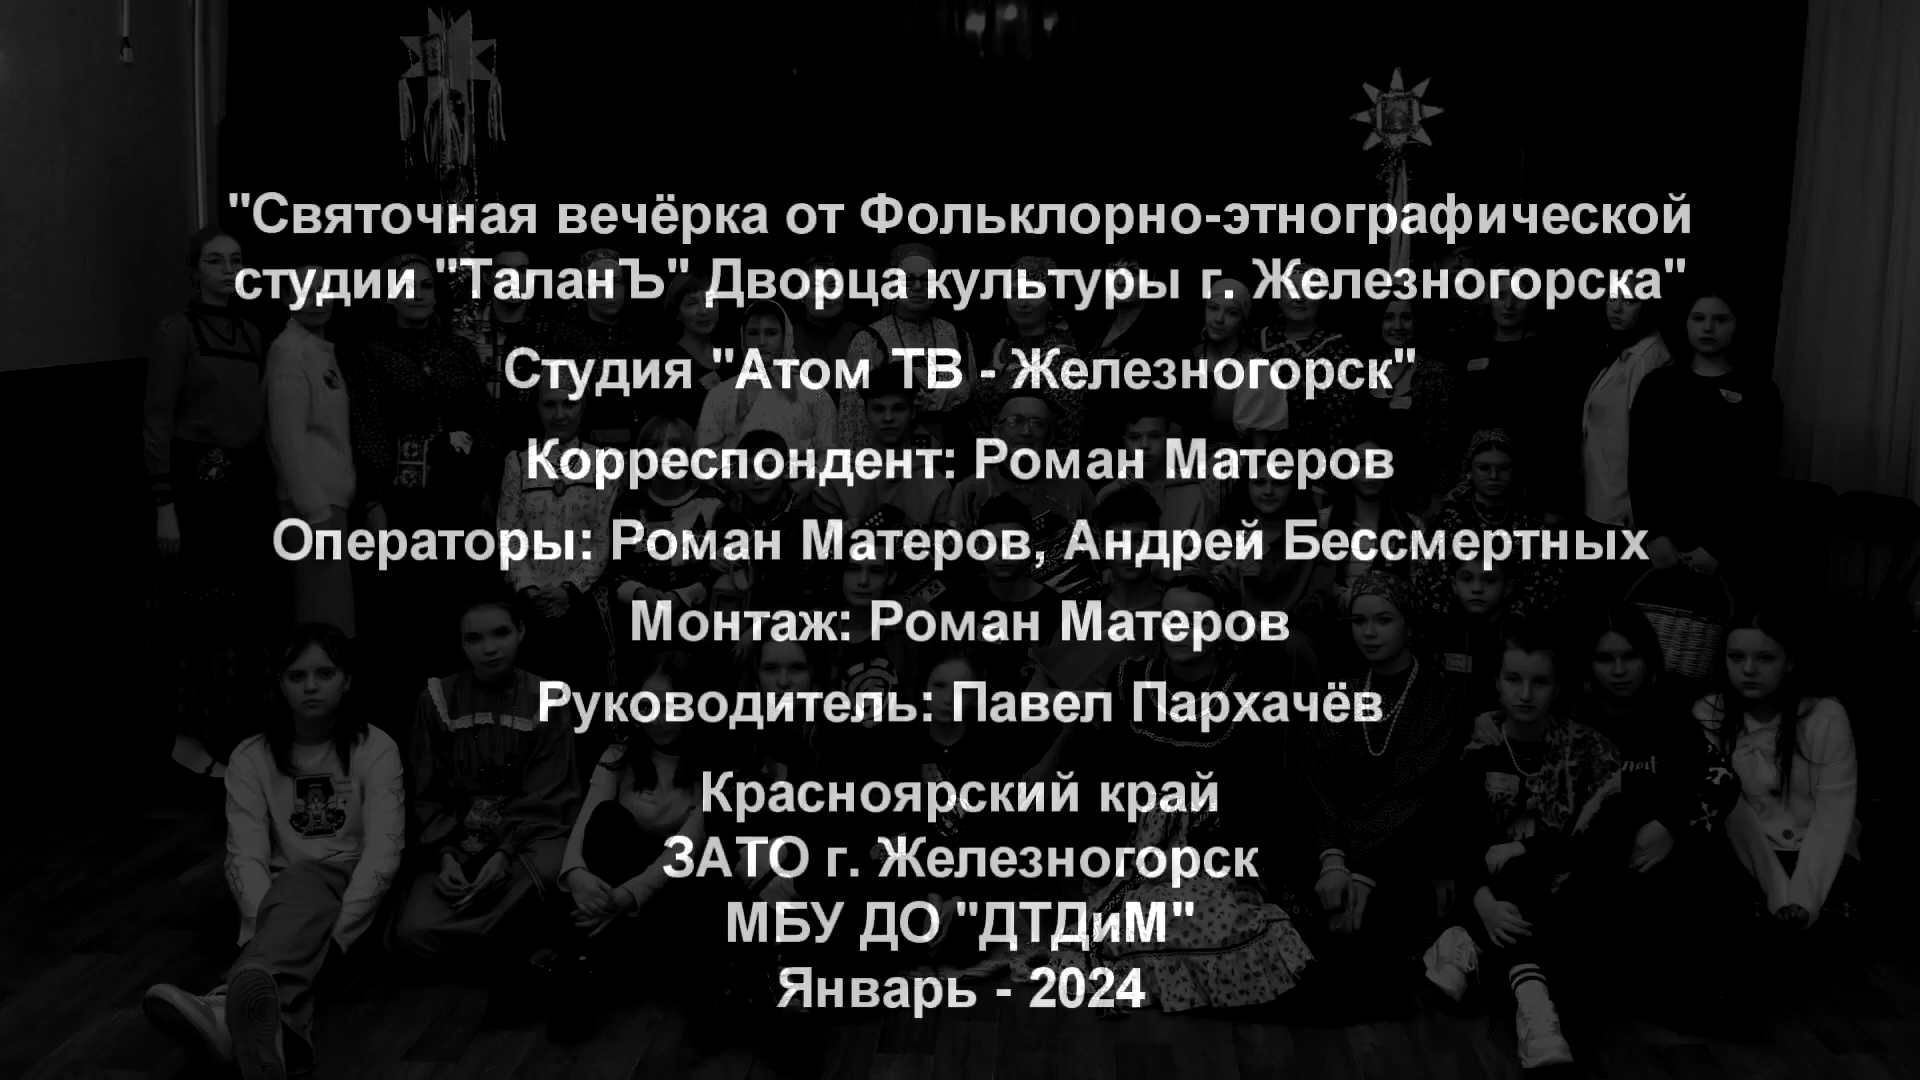 "Святочная вечёрка от Фольклорно-этнографической
студии "ТаланЪ" Дворца культуры г. Железногорска"
Студия "Атом ТВ - Железногорск"
Корреспондент: Роман Матеров
Операторы: Роман Матеров, Андрей Бессмертных
Монтаж: Роман Матеров
Руководитель: Павел Пархачёв
Красноярский край
ЗАТО г. Железногорск
МБУ ДО "ДТДиМ"
Январь - 2024